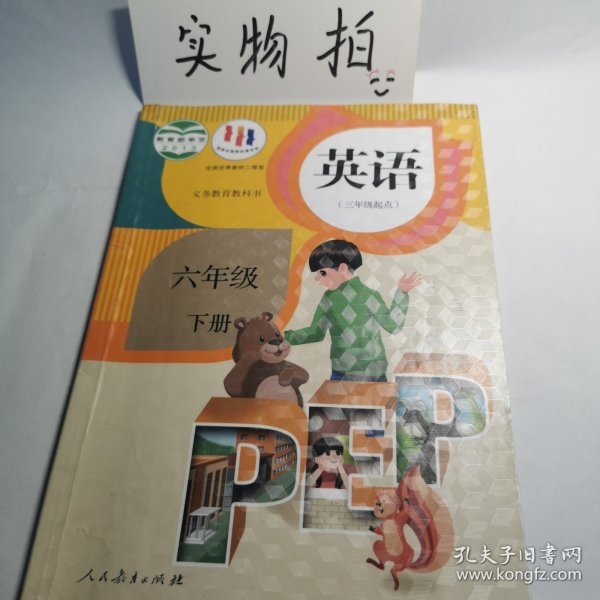 实物 拍
教育部审定
2013
全国优秀教材二等奖
义务教育教科书
英语
(三年级起点)
六年级
下册
PEP
人民教育出版社
孔夫子旧书网
www.kongfz.com